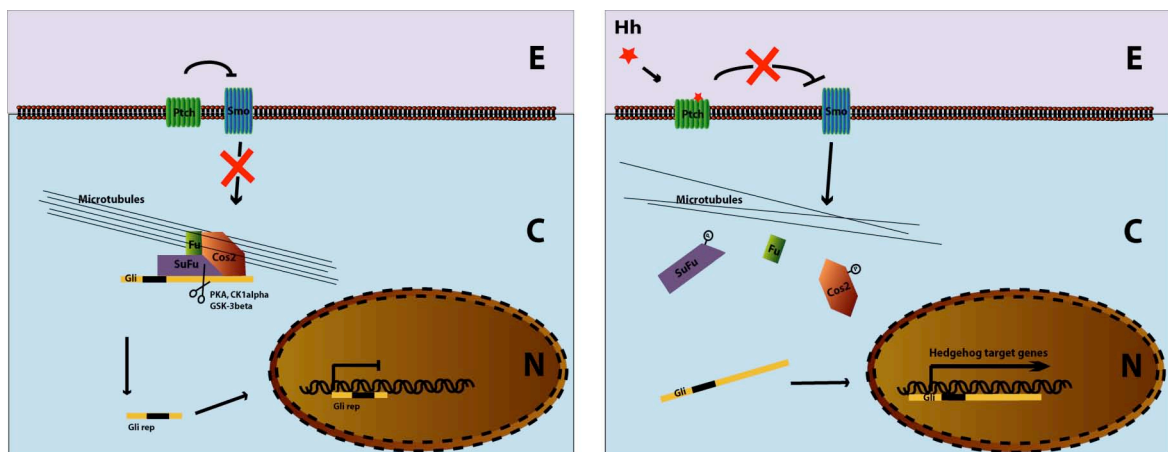 E
Ptch
Smo
Microtubules
C
Fu
Cos2
SuFu
Gli
PKA, CK1alpha
GSK-3beta
N
Gli rep
Gli rep
Hh
E
Ptch
Smo
Microtubules
C
P
SuFu
Fu
P
Cos2
Hedgehog target genes
N
Gli
Gli